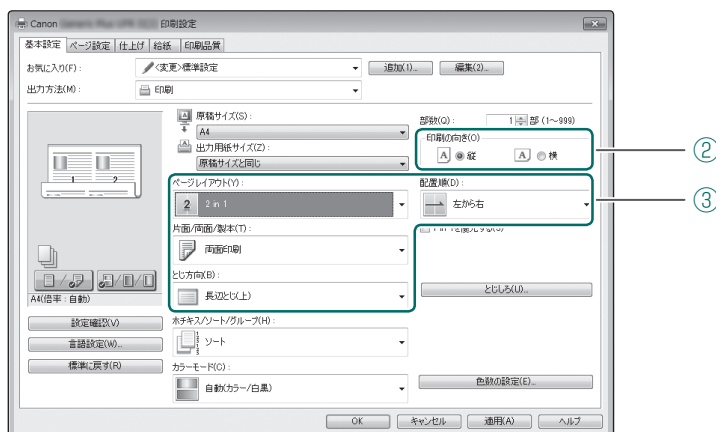 Canon 印刷設定
基本設定 ページ設定 仕上げ 給紙 印刷品質
お気に入り(F): <変更>標準設定 追加(1)... 編集(2)...
出力方法(M): 印刷
原稿サイズ(S):
A4
出力用紙サイズ(Z):
原稿サイズと同じ
部数(Q): 1 部 (1～999)
印刷の向き(O)
A 縦 A 横
②
ページレイアウト(Y):
2 2 in 1
配置順(D):
左から右
③
1 2
片面/両面/製本(T):
両面印刷
とじ方向(B):
長辺とじ(上)
とじしろ(U)...
A4(倍率:自動)
設定確認(V)
言語設定(W)...
標準に戻す(R)
ホチキス/ソート/グループ(H):
ソート
カラーモード(C):
自動(カラー/白黒)
色数の設定(E)...
OK キャンセル 適用(A) ヘルプ